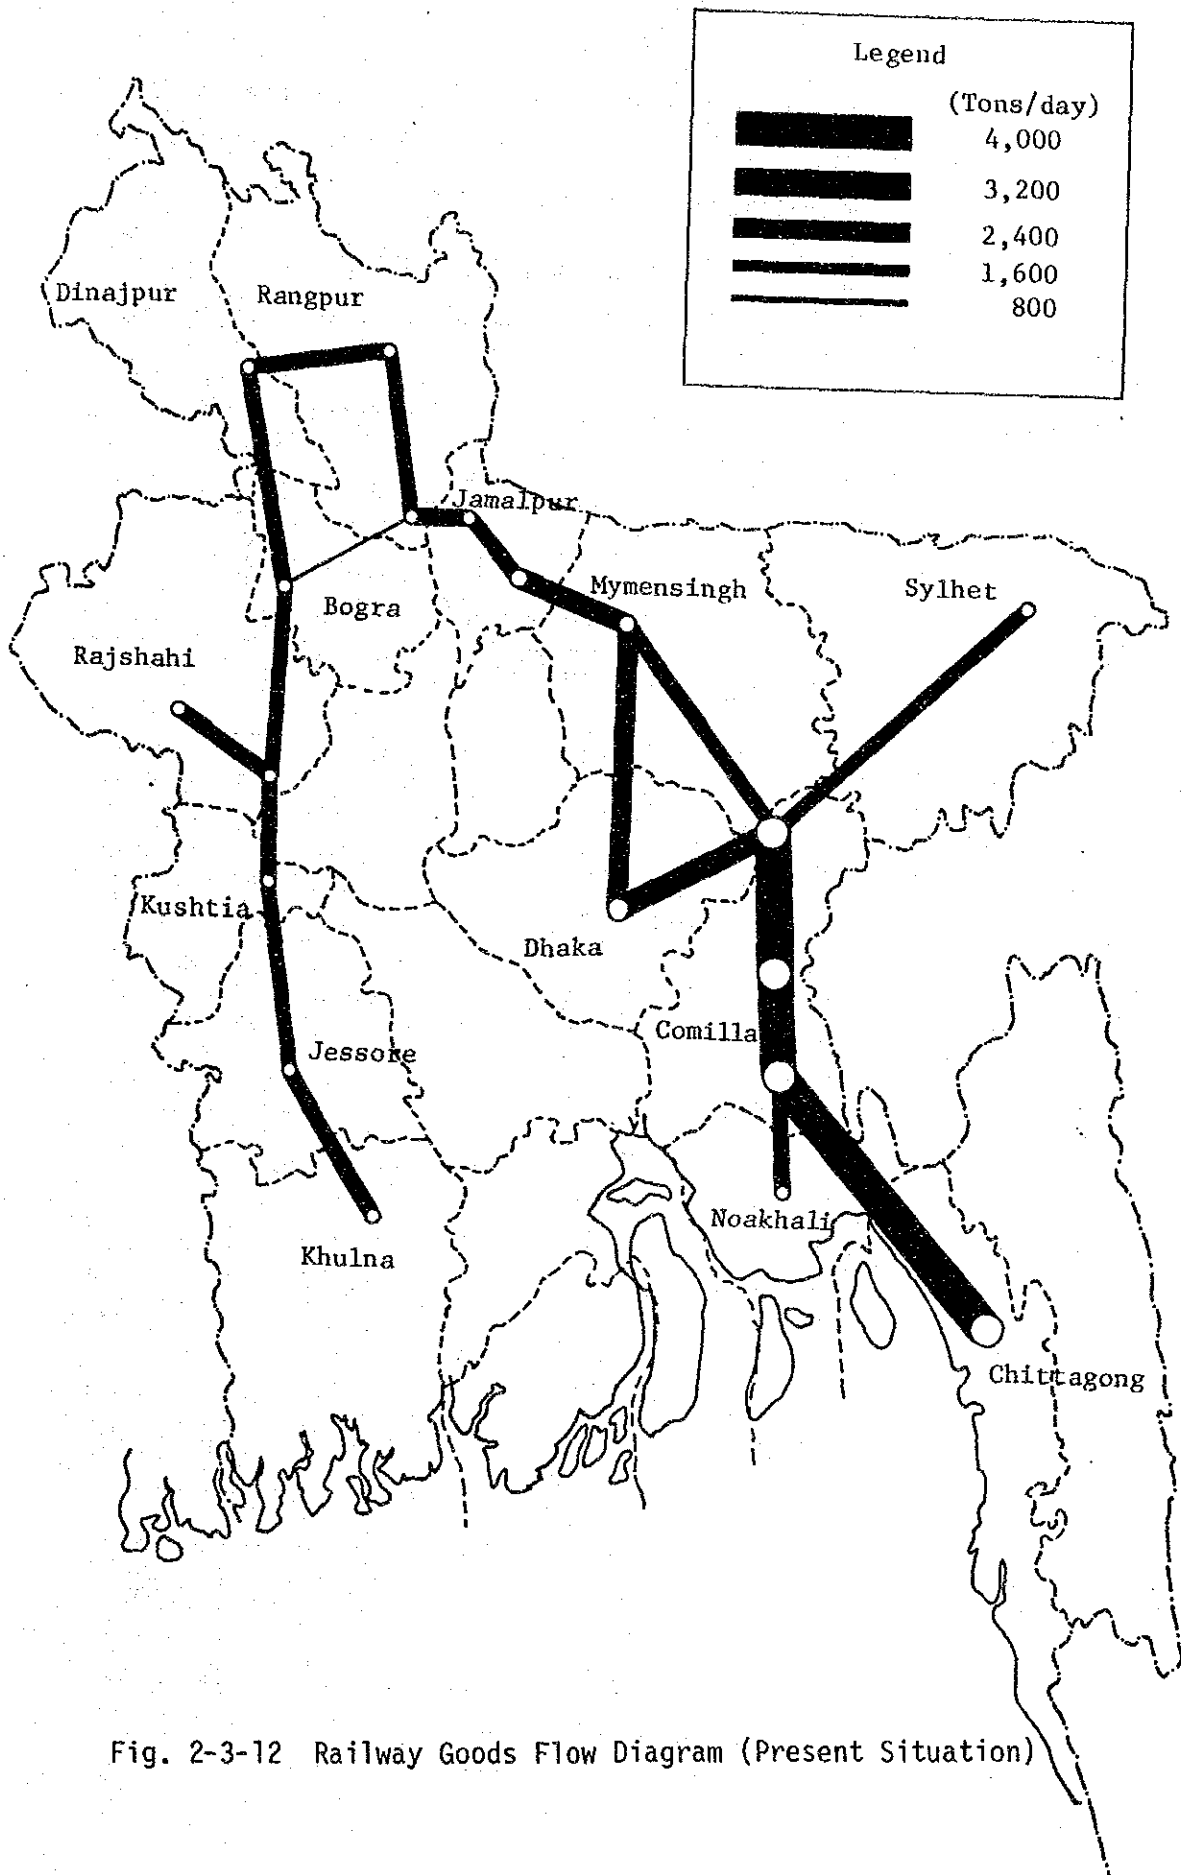 Legend
(Tons/day)
4,000
3,200
2,400
1,600
800
Dinajpur
Rangpur
Jamalpur
Mymensingh
Sylhet
Bogra
Rajshahi
Kushtia
Dhaka
Comilla
Jessore
Noakhali
Khulna
Chittagong
Fig. 2-3-12 Railway Goods Flow Diagram (Present Situation)